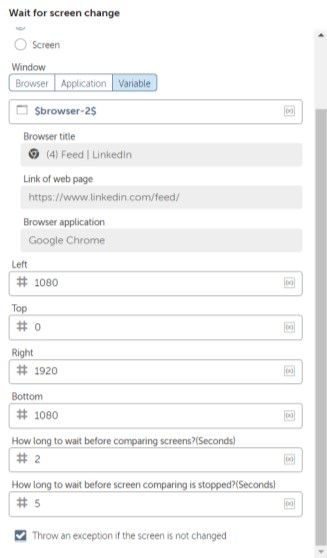 Wait for screen change
Screen
Window
Browser Application Variable
$browser-2$ (x)
Browser title
(4) Feed | LinkedIn
Link of web page
https://www.linkedin.com/feed/
Browser application
Google Chrome
Left
# 1080 (x)
Top
# 0 (x)
Right
# 1920 (x)
Bottom
# 1080 (x)
How long to wait before comparing screens?(Seconds)
# 2 (x)
How long to wait before screen comparing is stopped?(Seconds)
# 5 (x)
Throw an exception if the screen is not changed